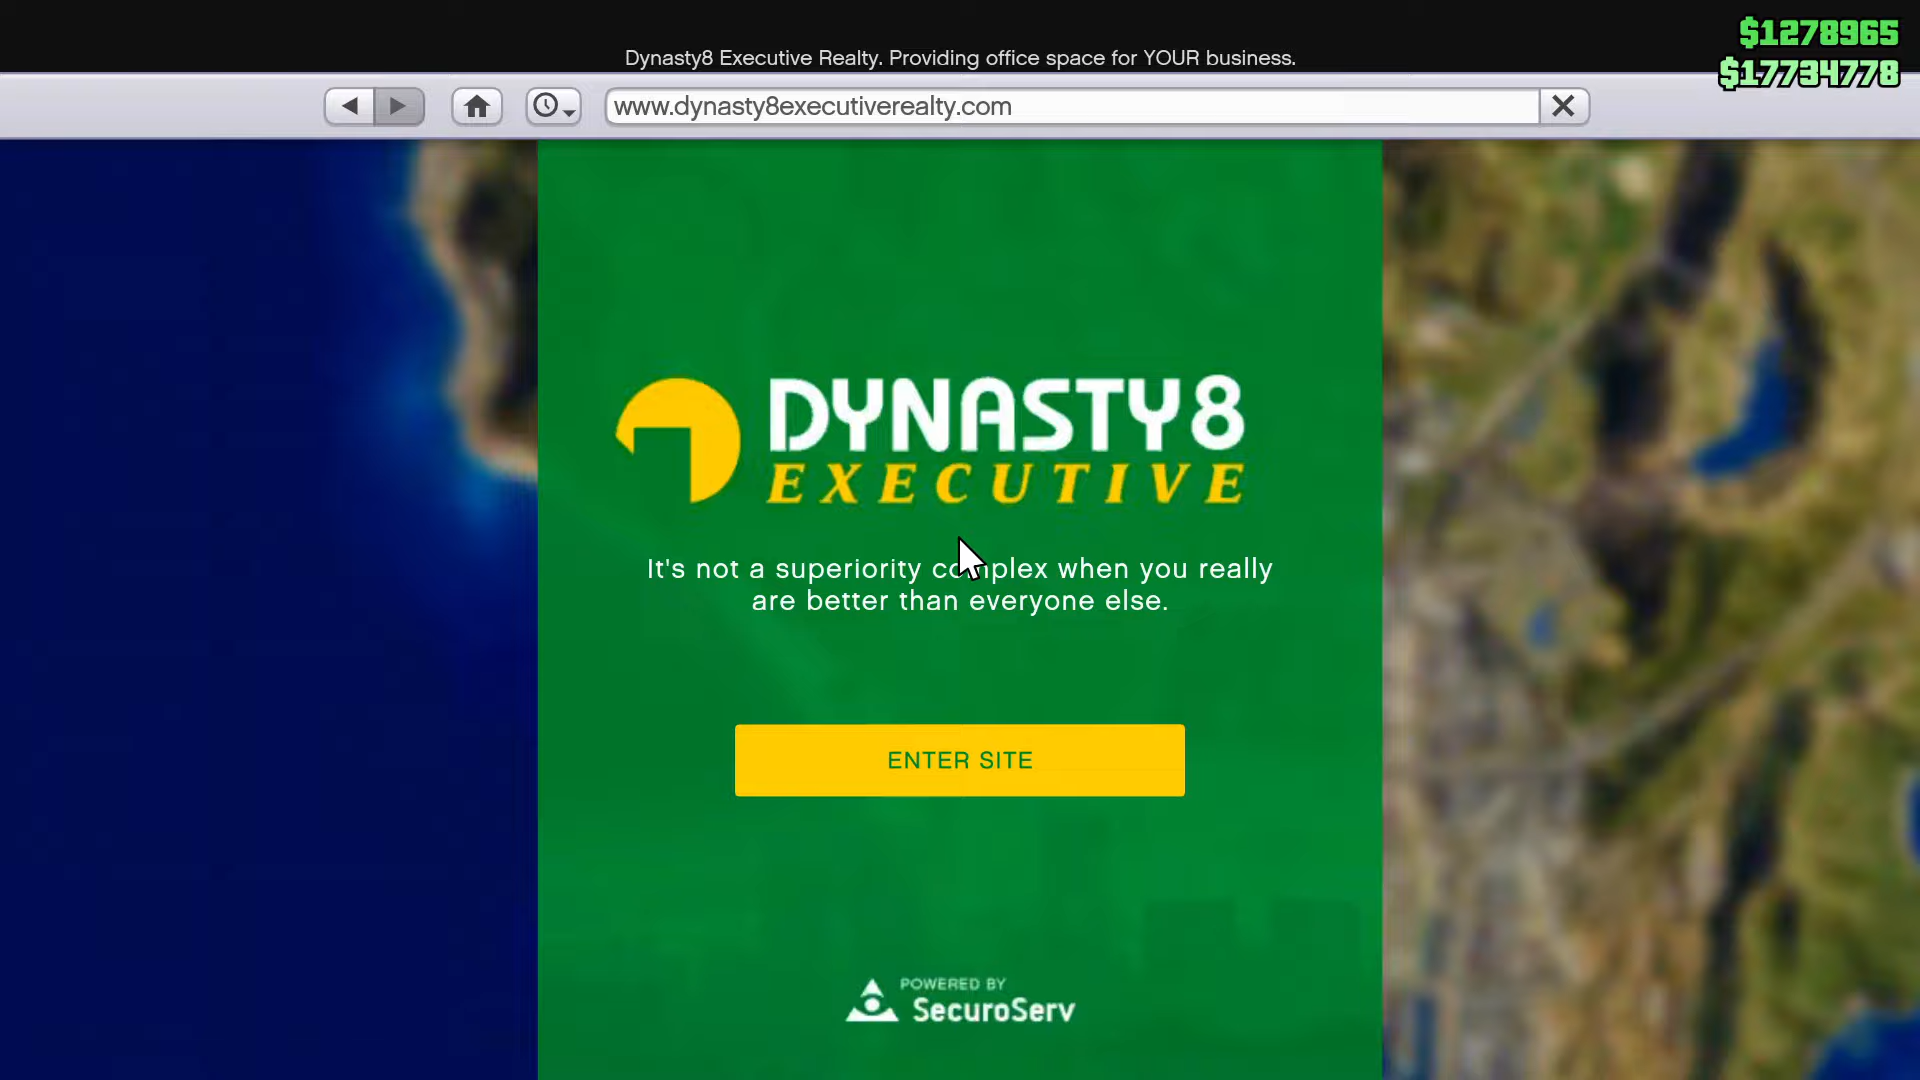 $1278965
Dynasty8 Executive Realty. Providing office space for YOUR business.
$17734778
www.dynasty8executiverealty.com
DYNASTY8
EXECUTIVE
It's not a superiority complex when you really
are better than everyone else.
ENTER SITE
POWERED BY
SecuroServ